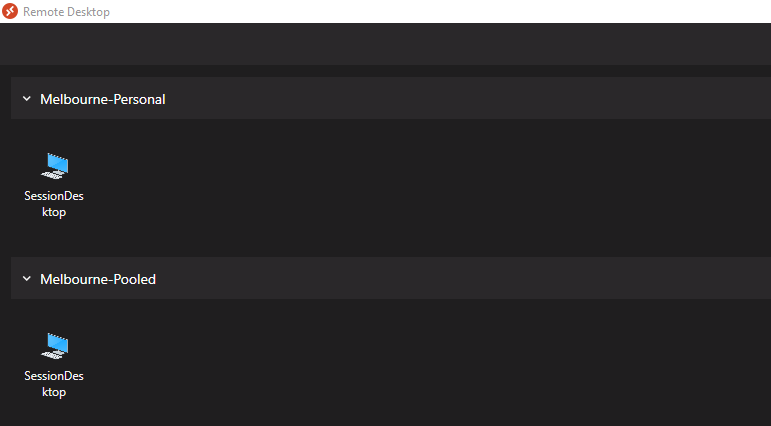 Remote Desktop
Melbourne-Personal
SessionDes
ktop
Melbourne-Pooled
SessionDes
ktop